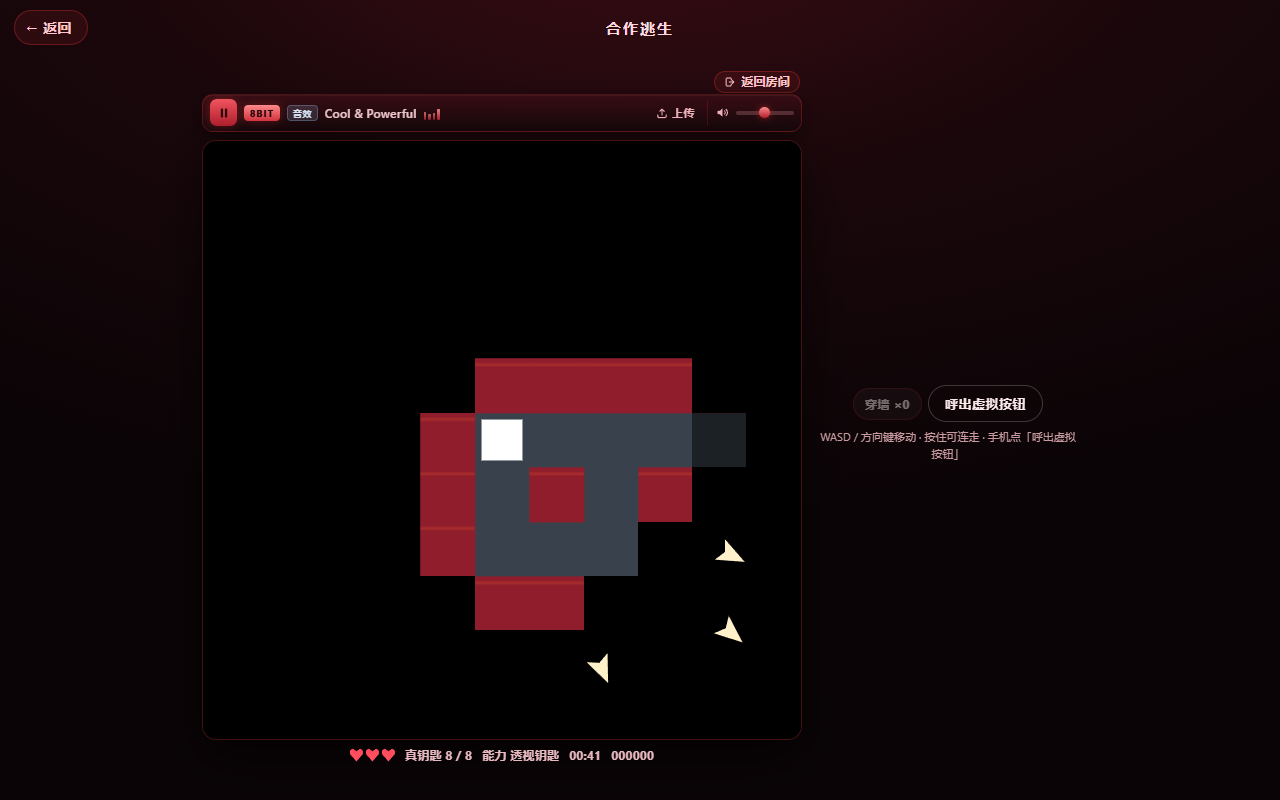 ← 返回
合作逃生
返回房间
8BIT 音效 Cool & Powerful 上传
穿墙 ×0 呼出虚拟按钮
WASD / 方向键移动 · 按住可连走 · 手机点「呼出虚拟
按钮」
真钥匙 8 / 8 能力 透视钥匙 00:41 000000